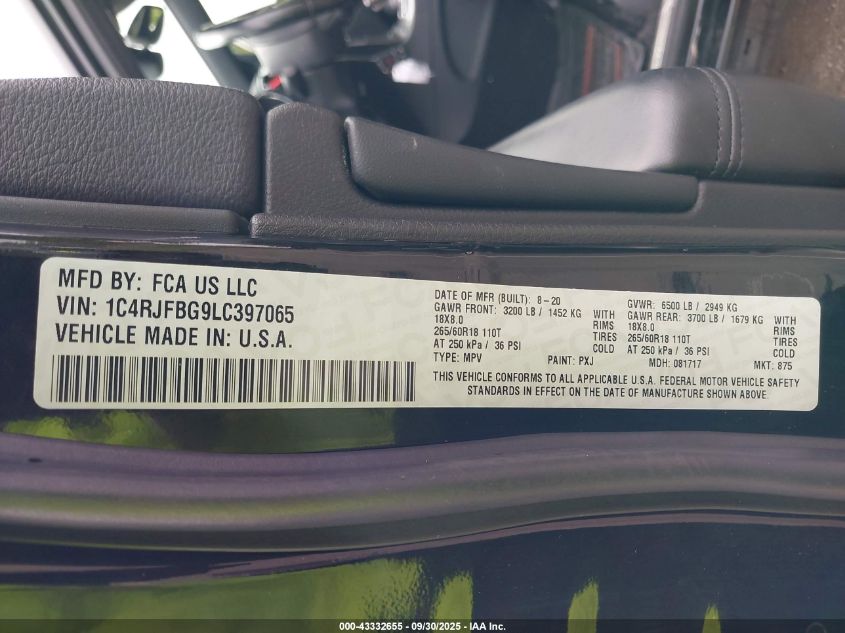 MFD BY: FCA US LLC
VIN: 1C4RJFBG9LC397065
VEHICLE MADE IN: U.S.A.
DATE OF MFR (BUILT): 8-20 GVWR: 6500 LB / 2949 KG
GAWR FRONT: 3200 LB / 1452 KG WITH GAWR REAR: 3700 LB / 1679 KG WITH
18X8.0 RIMS 18X8.0 RIMS
265/60R18 110T TIRES 265/60R18 110T TIRES
AT 250 kPa / 36 PSI COLD AT 250 kPa / 36 PSI COLD
TYPE: MPV PAINT: PXJ MDH: 081717 MKT: 875
THIS VEHICLE CONFORMS TO ALL APPLICABLE U.S.A. FEDERAL MOTOR VEHICLE SAFETY
STANDARDS IN EFFECT ON THE DATE OF MANUFACTURE SHOWN ABOVE.
000-43332655 - 09/30/2025 - IAA Inc.